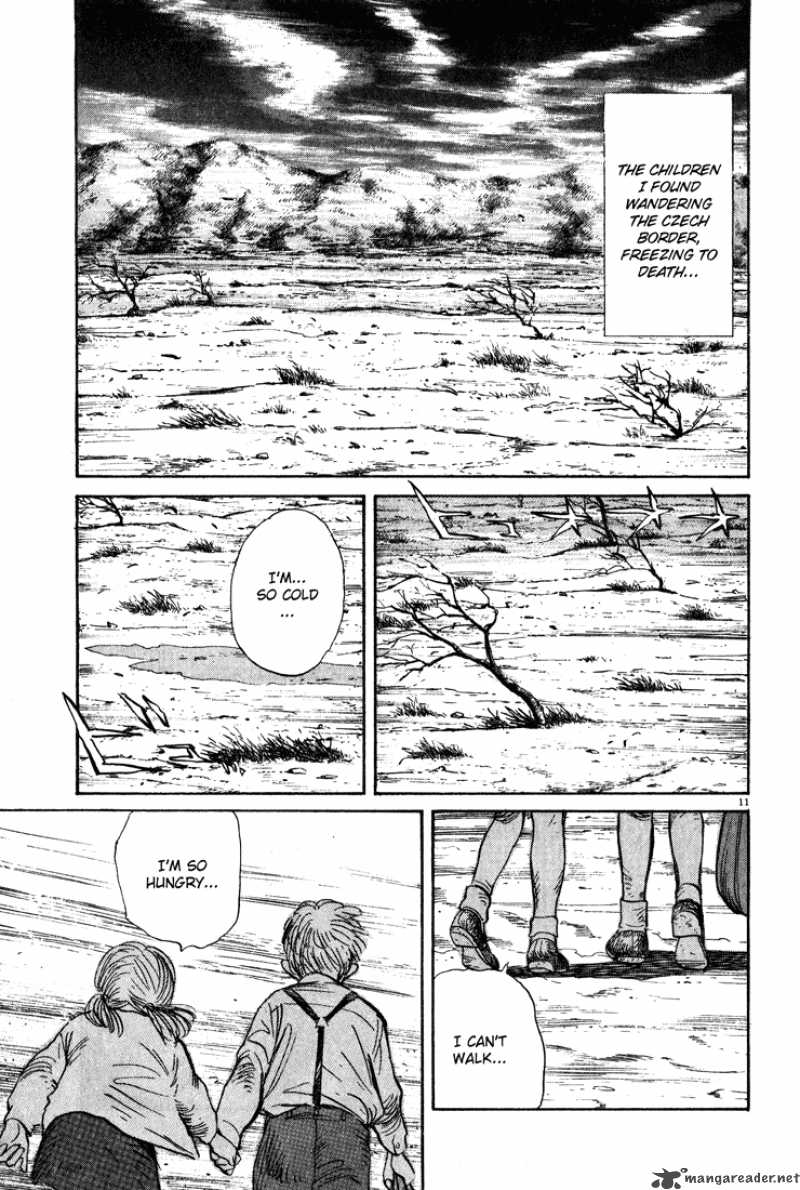 THE CHILDREN
I FOUND
WANDERING
THE CZECH
BORDER,
FREEZING TO
DEATH...
I'M...
SO COLD
...
11
I CAN'T
WALK...
I'M SO
HUNGRY...
mangareader.net